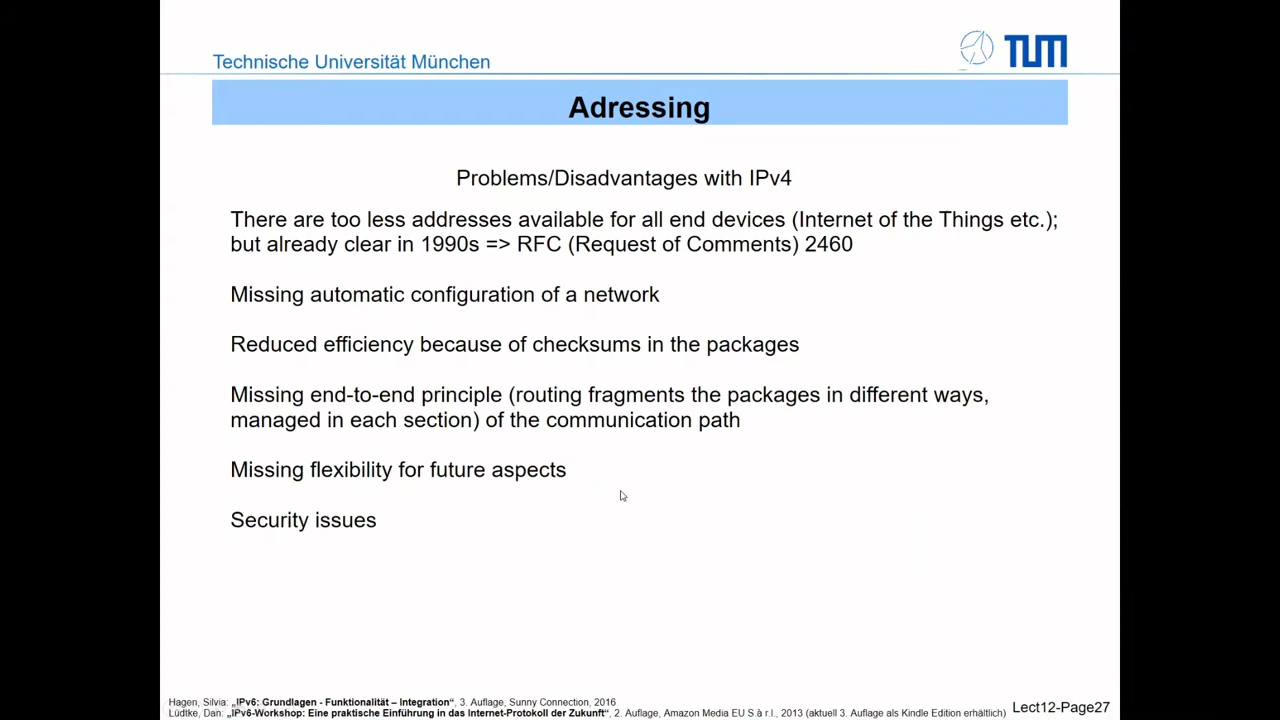 Technische Universität München
TUM
Adressing
Problems/Disadvantages with IPv4
There are too less addresses available for all end devices (Internet of the Things etc.);
but already clear in 1990s => RFC (Request of Comments) 2460
Missing automatic configuration of a network
Reduced efficiency because of checksums in the packages
Missing end-to-end principle (routing fragments the packages in different ways,
managed in each section) of the communication path
Missing flexibility for future aspects
Security issues
Hagen, Silvia: „IPv6: Grundlagen - Funktionalität – Integration“, 3. Auflage, Sunny Connection, 2016
Lüdtke, Dan: „IPv6-Workshop: Eine praktische Einführung in das Internet-Protokoll der Zukunft“, 2. Auflage, Amazon Media EU S.à r.l., 2013 (aktuell 3. Auflage als Kindle Edition erhältlich)
Lect12-Page27